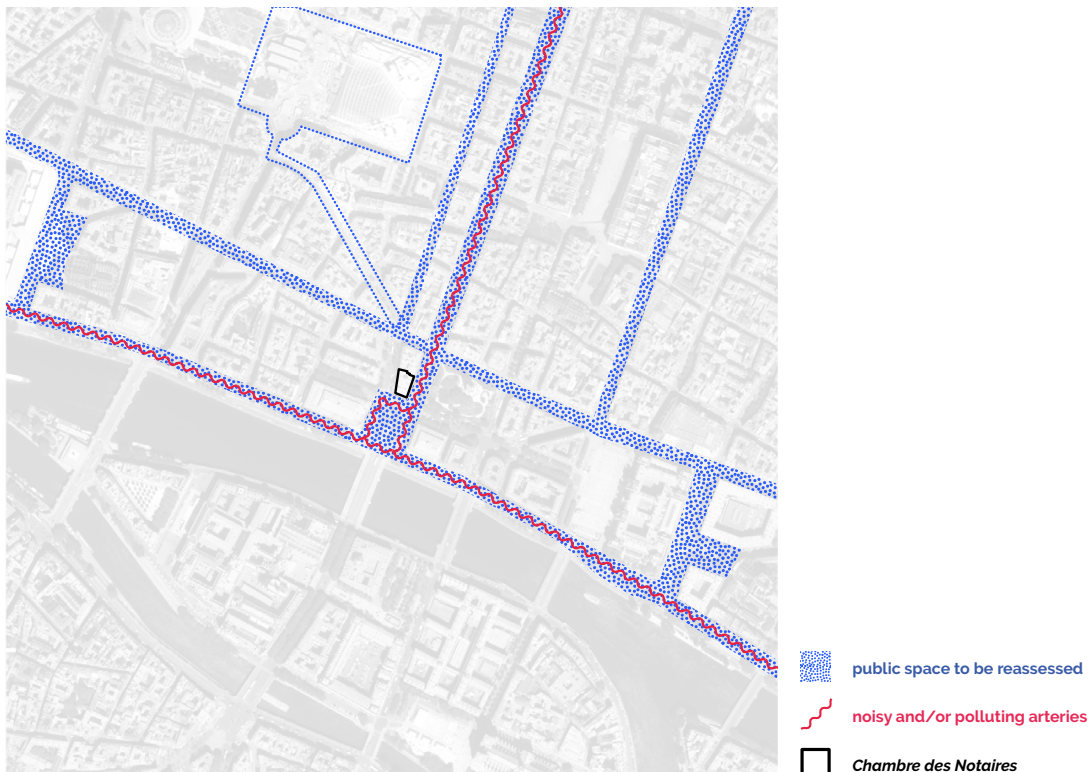 public space to be reassessed
noisy and/or polluting arteries
Chambre des Notaires